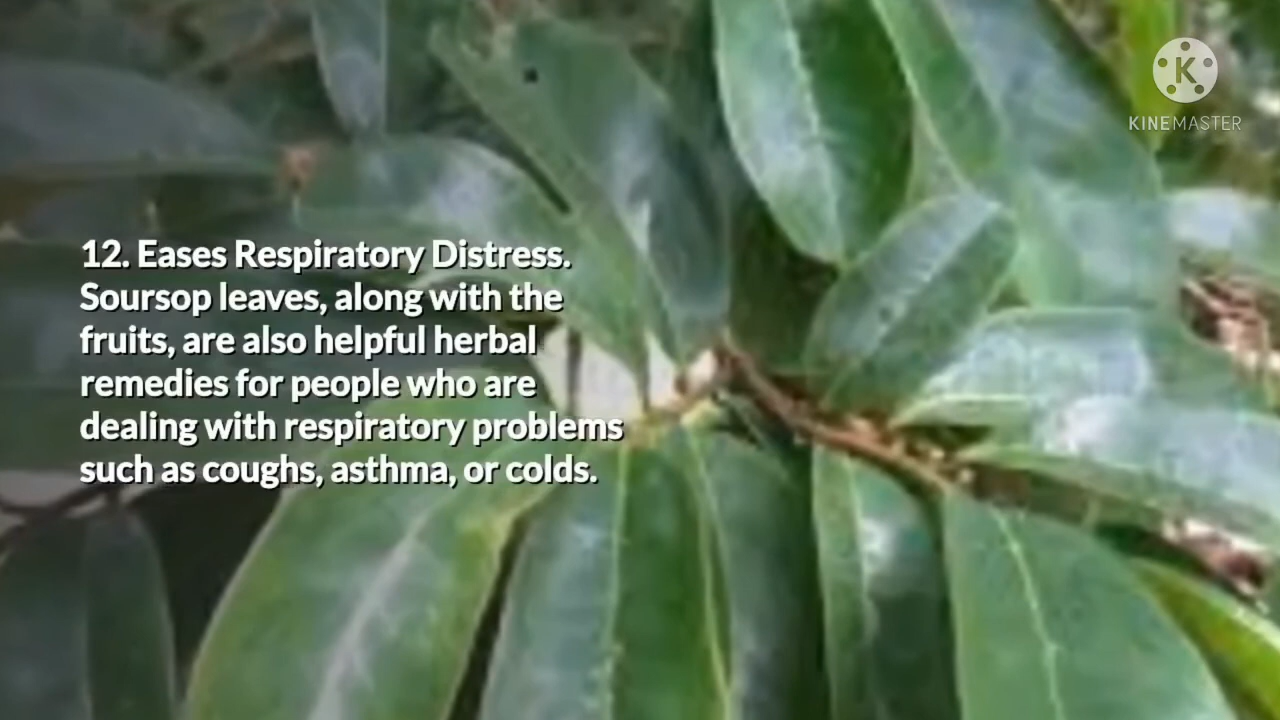 K
KINEMASTER
12. Eases Respiratory Distress.
Soursop leaves, along with the
fruits, are also helpful herbal
remedies for people who are
dealing with respiratory problems
such as coughs, asthma, or colds.